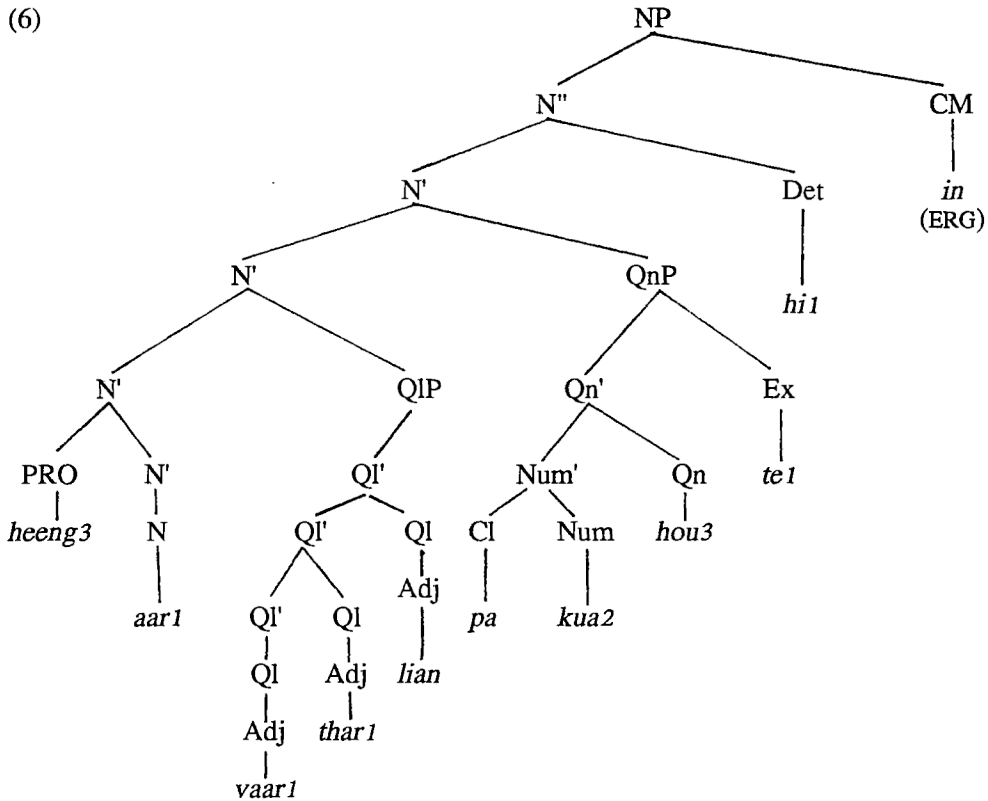 (6) NP
N" CM
N' Det in
(ERG)
N' QnP hi1
N' QlP Qn' Ex
PRO N' Ql' Num' Qn te1
heeng3 N Ql' Ql Cl Num hou3
Adj
aar1 Ql' Ql pa kua2
Ql Adj lian
Adj thar1
vaar1